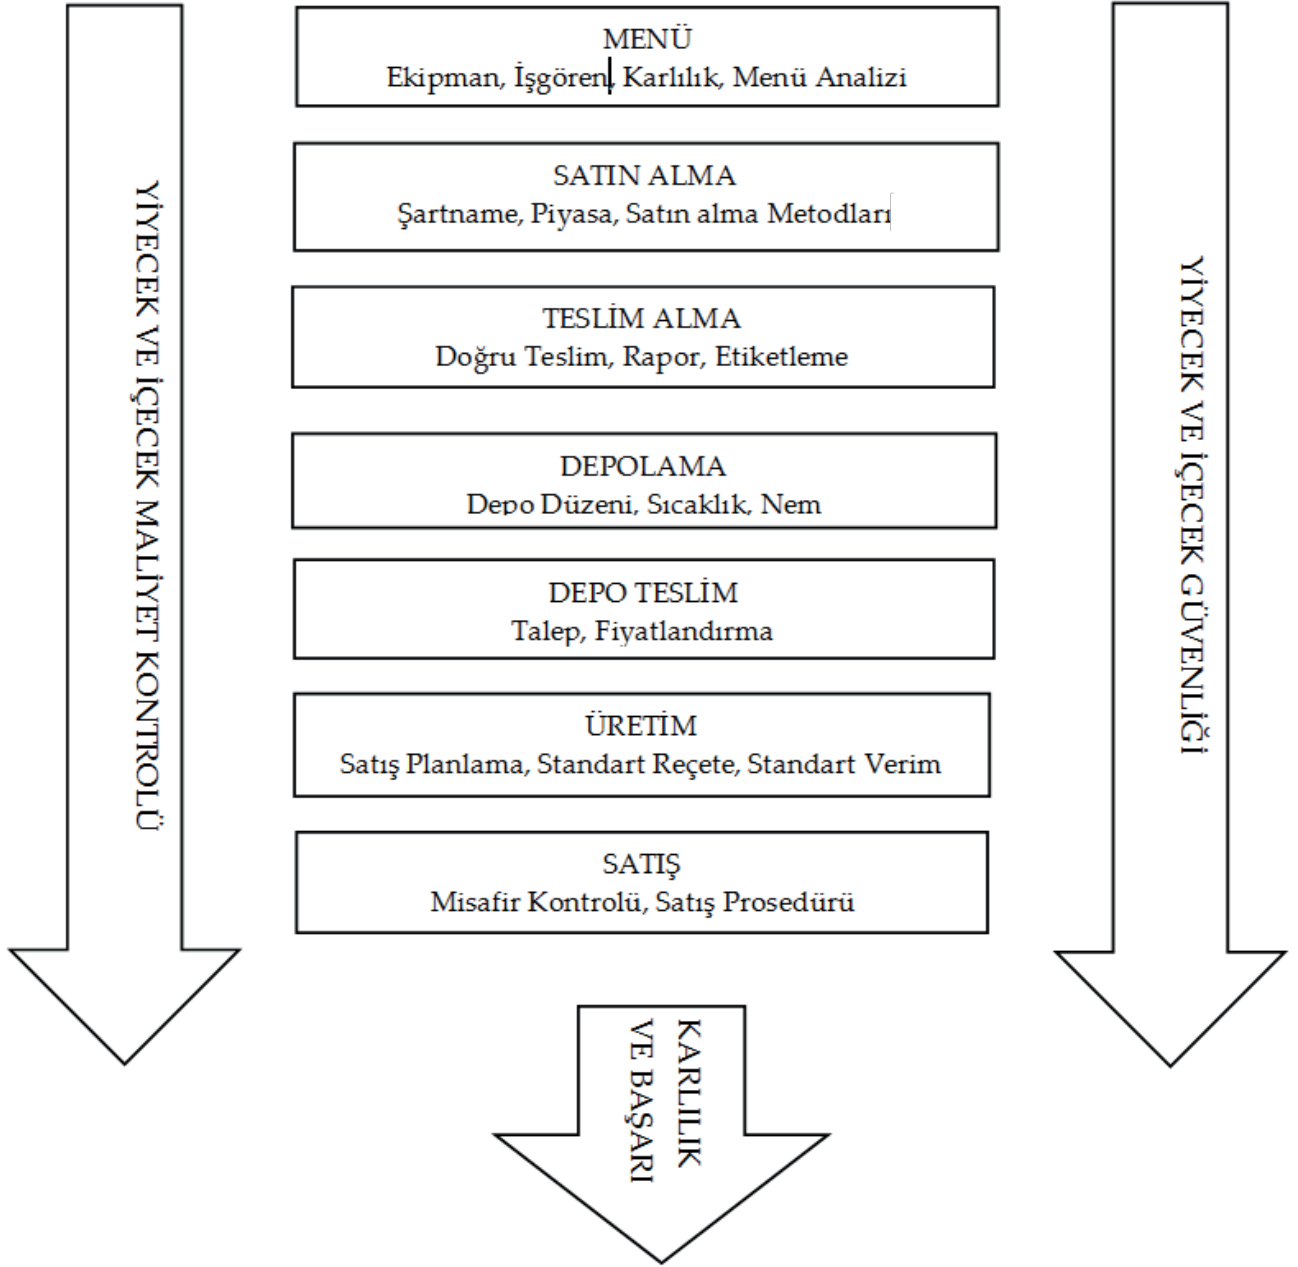 MENÜ
Ekipman, İşgören, Karlılık, Menü Analizi
SATIN ALMA
Şartname, Piyasa, Satın alma Metodları
TESLİM ALMA
Doğru Teslim, Rapor, Etiketleme
DEPOLAMA
Depo Düzeni, Sıcaklık, Nem
DEPO TESLİM
Talep, Fiyatlandırma
ÜRETİM
Satış Planlama, Standart Reçete, Standart Verim
SATIŞ
Misafir Kontrolü, Satış Prosedürü
YİYECEK VE İÇECEK MALİYET KONTROLÜ
YİYECEK VE İÇECEK GÜVENLİĞİ
KARLILIK
VE BAŞARI